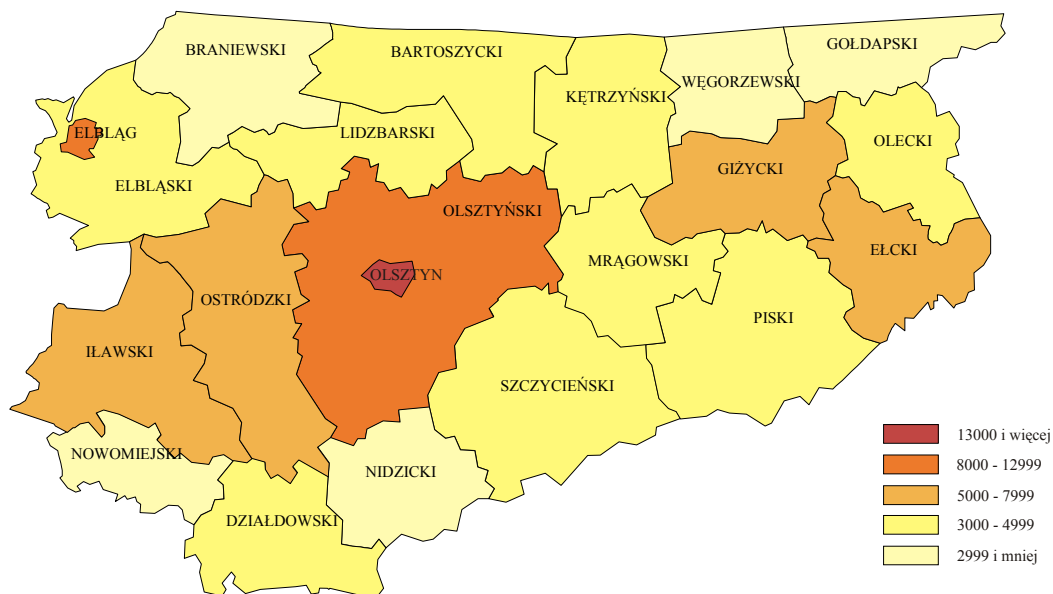 BRANIEWSKI
BARTOSZYCKI
GOŁDAPSKI
WĘGORZEWSKI
KĘTRZYŃSKI
ELBLĄG
LIDZBARSKI
OLECKI
GIŻYCKI
ELBLĄSKI
OLSZTYŃSKI
EŁCKI
MRĄGOWSKI
OLSZTYN
OSTRÓDZKI
PISKI
IŁAWSKI
SZCZYCIEŃSKI
13000 i więcej
NOWOMIEJSKI
8000 - 12999
NIDZICKI
5000 - 7999
DZIAŁDOWSKI
3000 - 4999
2999 i mniej